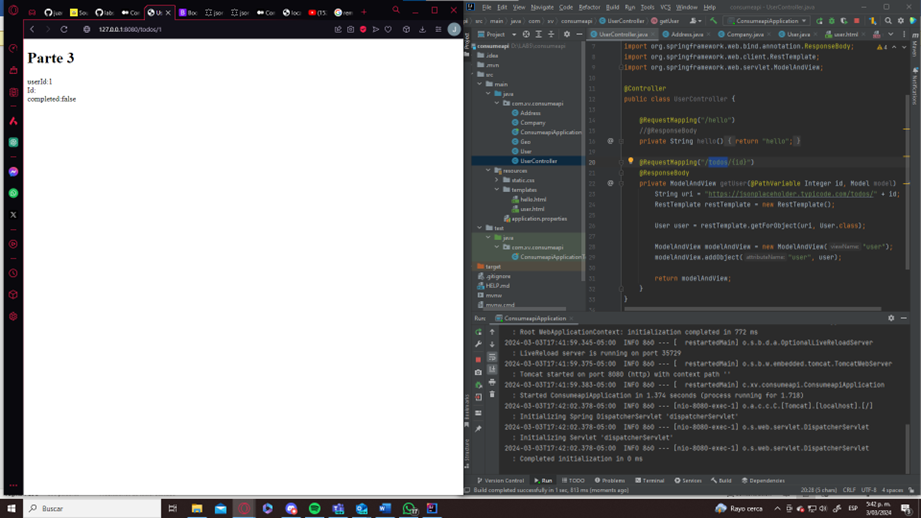 127.0.0.1:8080/todos/1
Parte 3
userId:1
Id:
completed:false
File Edit View Navigate Code Refactor Build Run Tools VCS Window Help
consumeapi src main java com xv consumeapi UserController getUser ConsumeapiApplication
Project
UserController.java ConsumeapiApplication.java Company.java User.java user.html
consumeapi
.idea
.mvn
src
main
java
com.xv.consumeapi
Address
Company
ConsumeapiApplication
Geo
User
UserController
resources
static.css
templates
hello.html
user.html
application.properties
test
java
com.xv.consumeapi
ConsumeapiApplicationT
target
.gitignore
HELP.md
mvnw
mvnw.cmd
import org.springframework.web.bind.annotation.ResponseBody;
import org.springframework.web.client.RestTemplate;
import org.springframework.web.servlet.ModelAndView;
@Controller
public class UserController {
@RequestMapping("/hello")
//@ResponseBody
private String hello() { return "hello"; }
@RequestMapping("/todos/{id}")
@ResponseBody
private ModelAndView getUser(@PathVariable Integer id, Model model) {
String uri = "https://jsonplaceholder.typicode.com/todos/" + id;
RestTemplate restTemplate = new RestTemplate();
User user = restTemplate.getForObject(uri, User.class);
ModelAndView modelAndView = new ModelAndView( viewName: "user");
modelAndView.addObject( attributeName: "user", user);
return modelAndView;
}
}
Run: ConsumeapiApplication
: Root WebApplicationContext: initialization completed in 772 ms
2024-03-03T17:41:59.345-05:00 INFO 860 --- [ restartedMain] o.s.b.d.a.OptionalLiveReloadServer
: LiveReload server is running on port 35729
2024-03-03T17:41:59.375-05:00 INFO 860 --- [ restartedMain] o.s.b.w.embedded.tomcat.TomcatWebServer
: Tomcat started on port 8080 (http) with context path ''
2024-03-03T17:41:59.385-05:00 INFO 860 --- [ restartedMain] c.xv.consumeapi.ConsumeapiApplication
: Started ConsumeapiApplication in 1.374 seconds (process running for 1.718)
2024-03-03T17:42:02.378-05:00 INFO 860 --- [nio-8080-exec-1] o.a.c.c.C.[Tomcat].[localhost].[/]
: Initializing Spring DispatcherServlet 'dispatcherServlet'
2024-03-03T17:42:02.378-05:00 INFO 860 --- [nio-8080-exec-1] o.s.web.servlet.DispatcherServlet
: Initializing Servlet 'dispatcherServlet'
2024-03-03T17:42:02.378-05:00 INFO 860 --- [nio-8080-exec-1] o.s.web.servlet.DispatcherServlet
: Completed initialization in 0 ms
Version Control Run TODO Problems Terminal Services Build Dependencies
Build completed successfully in 1 sec, 813 ms (moments ago)
20:28 (5 chars) CRLF UTF-8 4 spaces
Buscar
Rayo cerca
ESP
5:42 p. m.
3/03/2024